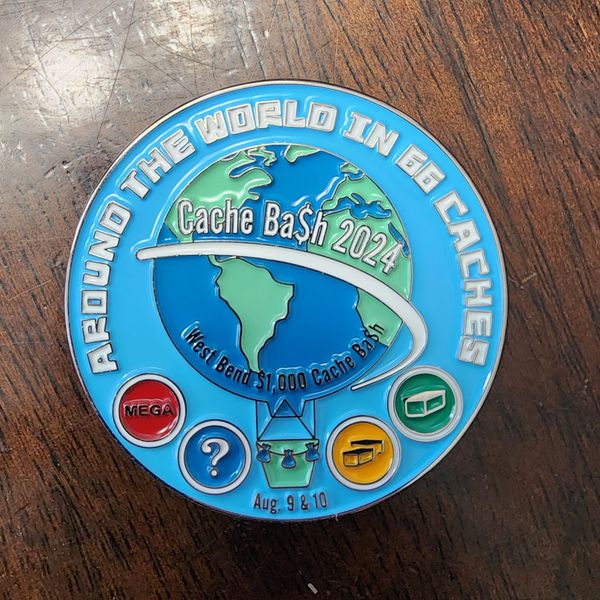 AROUND THE WORLD IN 66 CACHES
Cache Ba$h 2024
West Bend $1,000 Cache Ba$h
MEGA
?
Aug. 9 & 10